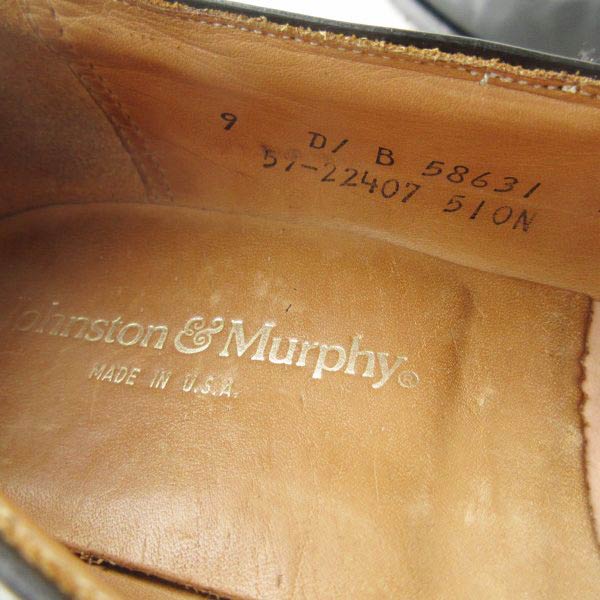 9 D/ B 58631
57-22407 510N
Johnston & Murphy®
MADE IN U.S.A.